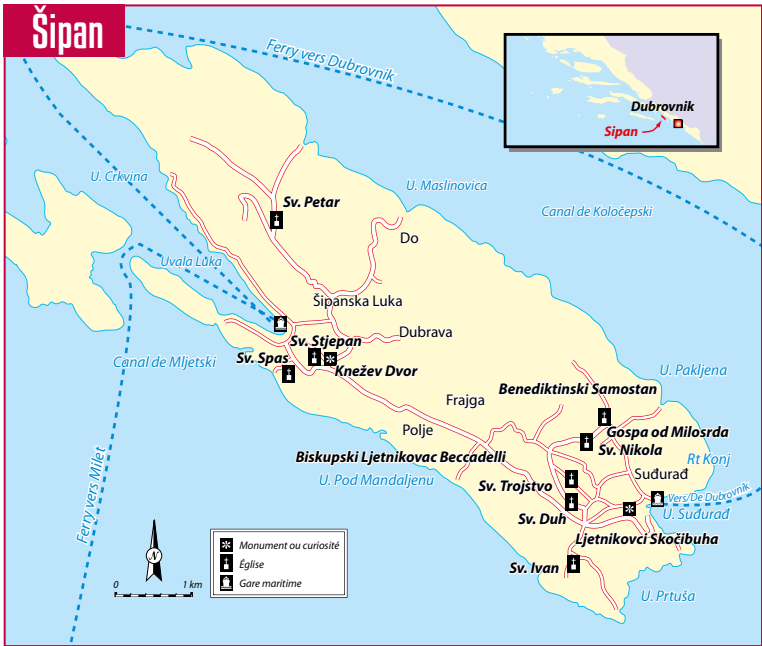 Šipan
Ferry vers Dubrovnik
Dubrovnik
Sipan
U. Crkvina
Sv. Petar
U. Maslinovica
Canal de Koločepski
Do
Uvala Luka
Šipanska Luka
Dubrava
Sv. Stjepan
Sv. Spas
Canal de Mljetski
Knežev Dvor
U. Pakljena
Benediktinski Samostan
Frajga
Polje
Gospa od Milosrda
Sv. Nikola
Biskupski Ljetnikovac Beccadelli
Rt Konj
U. Pod Mandaljenu
Suđurađ
Sv. Trojstvo
Vers/De Dubrovnik
U. Suđurađ
Sv. Duh
Ljetnikovci Skočibuha
Ferry vers Milet
Sv. Ivan
U. Prtuša
N
0 1 km
Monument ou curiosité
Église
Gare maritime